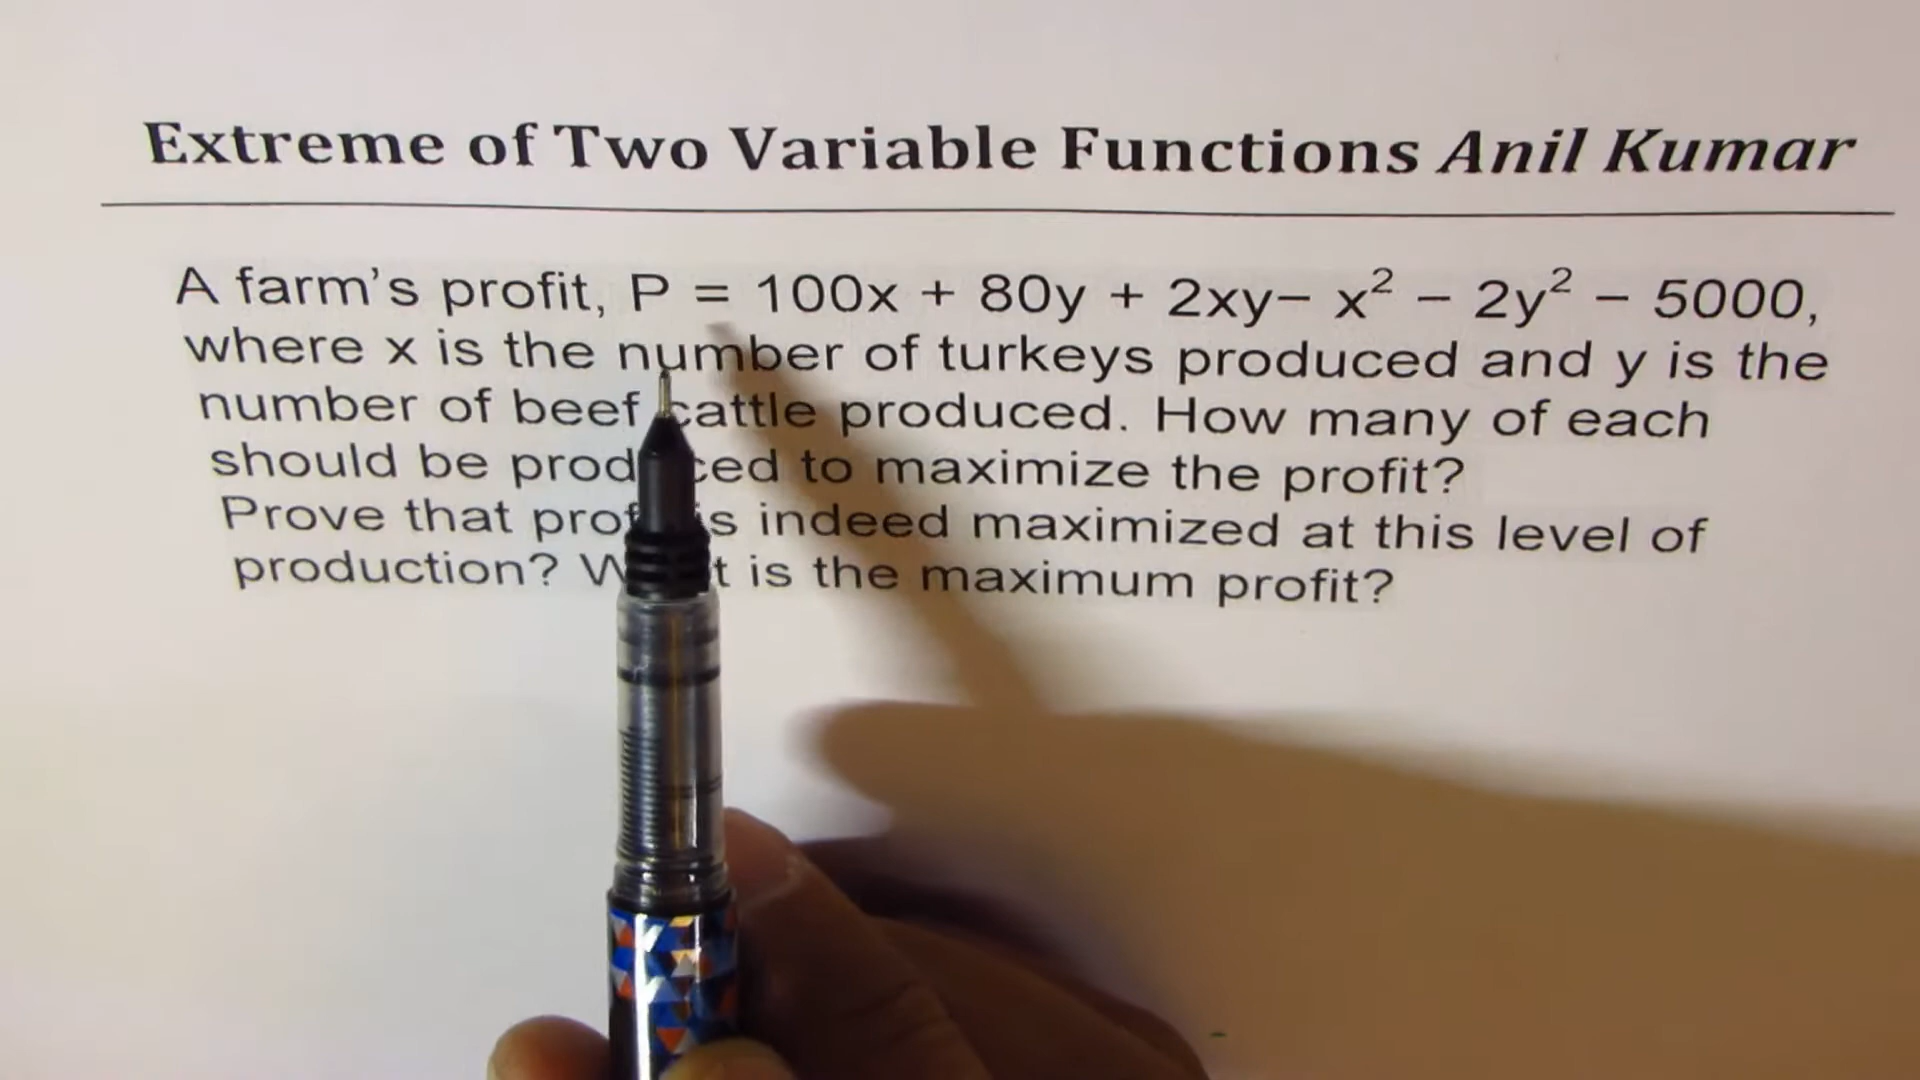 Extreme of Two Variable Functions Anil Kumar
A farm's profit, P = 100x + 80y + 2xy– x² – 2y² – 5000,
where x is the number of turkeys produced and y is the
number of beef cattle produced. How many of each
should be produced to maximize the profit?
Prove that profit is indeed maximized at this level of
production? What is the maximum profit?